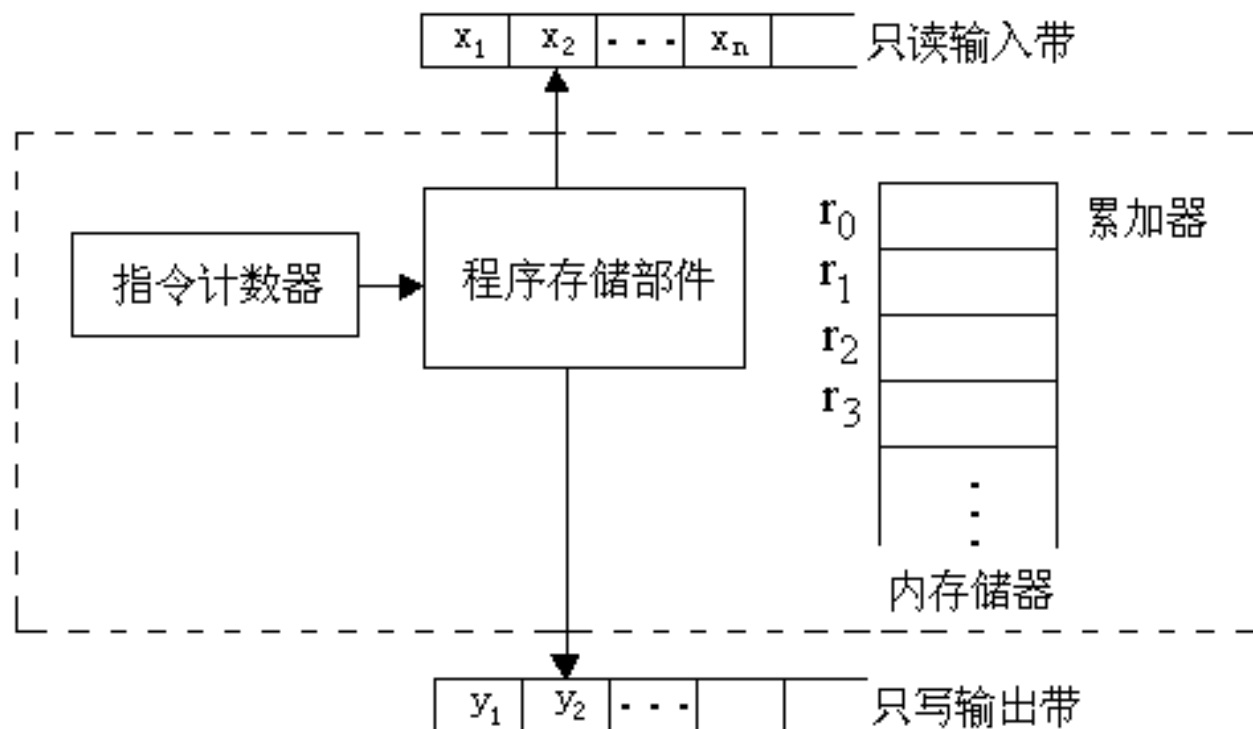 x₁ x₂ ··· xₙ 只读输入带
指令计数器
程序存储部件
r₀ 累加器
r₁
r₂
r₃
内存储器
y₁ y₂ ··· 只写输出带